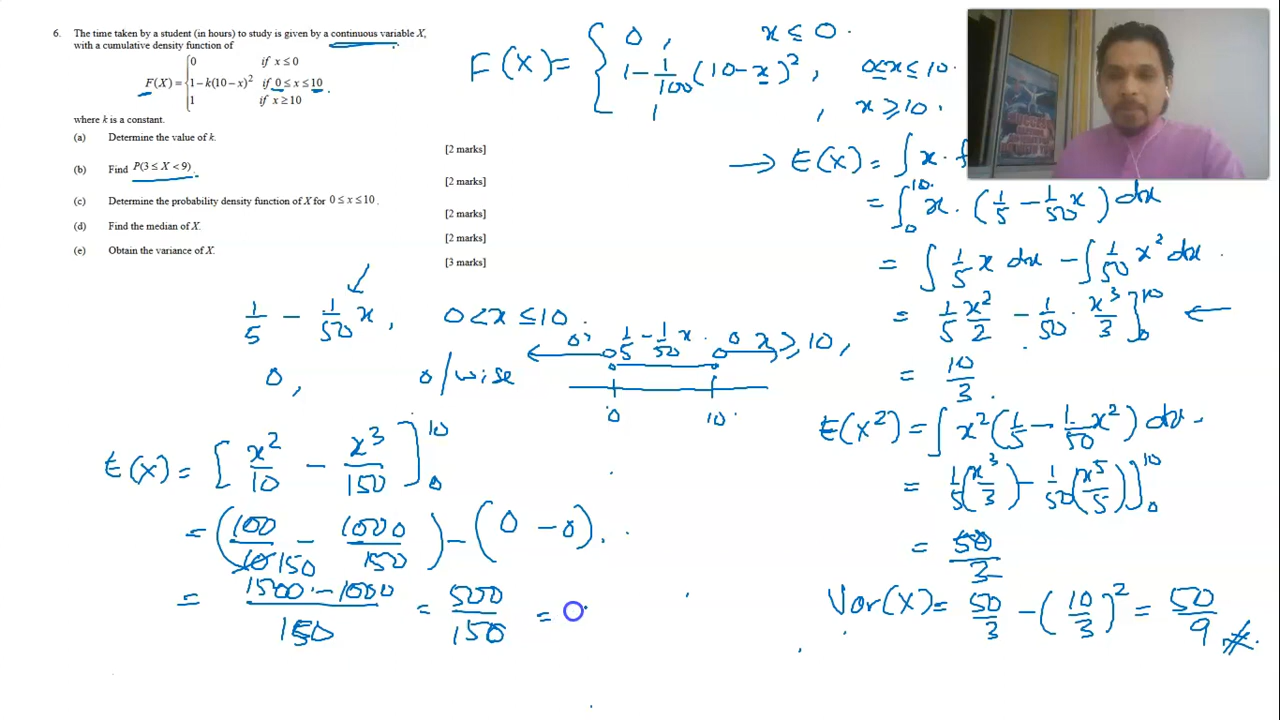 6. The time taken by a student (in hours) to study is given by a continuous variable X,
with a cumulative density function of
F(X) = { 0 if x ≤ 0
1 − k(10 − x)² if 0 ≤ x ≤ 10 .
1 if x ≥ 10
where k is a constant.
(a) Determine the value of k.
[2 marks]
(b) Find P(3 ≤ X < 9) .
[2 marks]
(c) Determine the probability density function of X for 0 ≤ x ≤ 10 .
[2 marks]
(d) Find the median of X.
[2 marks]
(e) Obtain the variance of X.
[3 marks]
F(X) = { 0 , x ≤ 0 .
1 − 1/100 (10 − x)² , 0 < x ≤ 10 .
1 , x ≥ 10 .
→ E(X) = ∫ x . f
= ∫₀¹⁰ x . (1/5 − 1/50 x) dx
= ∫ 1/5 x dx − ∫ 1/50 x² dx .
= 1/5 x²/2 − 1/50 . x³/3 ]₀¹⁰ ←
= 10/3 .
E(X²) = ∫ x² (1/5 − 1/50 x²) dx .
= 1/5 (x³/3) − 1/50 (x⁵/5) ]₀¹⁰
= 50/3
Var(X) = 50/3 − (10/3)² = 50/9 #.
1/5 − 1/50 x , 0 < x ≤ 10 .
0 , o/wise
0, 1/5 − 1/50 x . 0 x ≥ 10 ,
0 10 .
E(X) = [ x²/10 − x³/150 ]₀¹⁰
= ( 100/150 − 1000/150 ) − ( 0 − 0 ) .
= 1500 − 1000 / 150 = 500/150 = 0